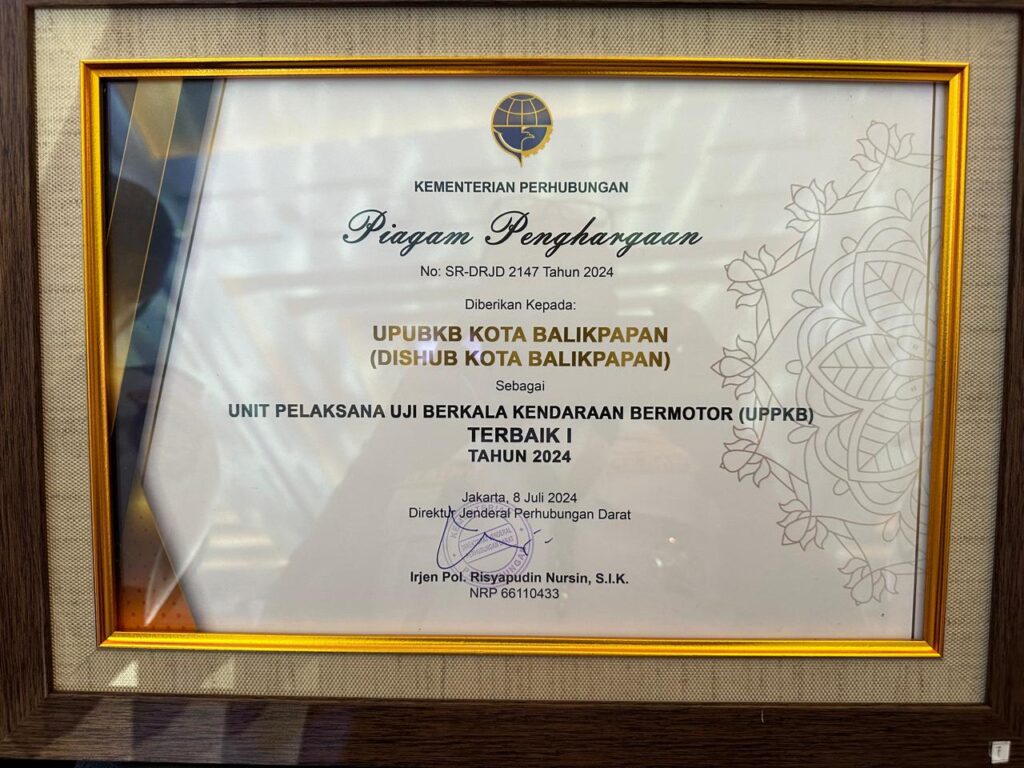 KEMENTERIAN PERHUBUNGAN
Piagam Penghargaan
No: SR-DRJD 2147 Tahun 2024
Diberikan Kepada:
UPUBKB KOTA BALIKPAPAN
(DISHUB KOTA BALIKPAPAN)
Sebagai
UNIT PELAKSANA UJI BERKALA KENDARAAN BERMOTOR (UPPKB)
TERBAIK I
TAHUN 2024
Jakarta, 8 Juli 2024
Direktur Jenderal Perhubungan Darat
Irjen Pol. Risyapudin Nursin, S.I.K.
NRP 66110433